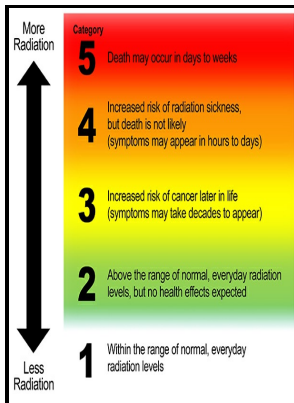 More
Radiation
Category
5 Death may occur in days to weeks
4 Increased risk of radiation sickness,
but death is not likely
(symptoms may appear in hours to days)
3 Increased risk of cancer later in life
(symptoms may take decades to appear)
2 Above the range of normal, everyday radiation
levels, but no health effects expected
1 Within the range of normal, everyday
radiation levels
Less
Radiation